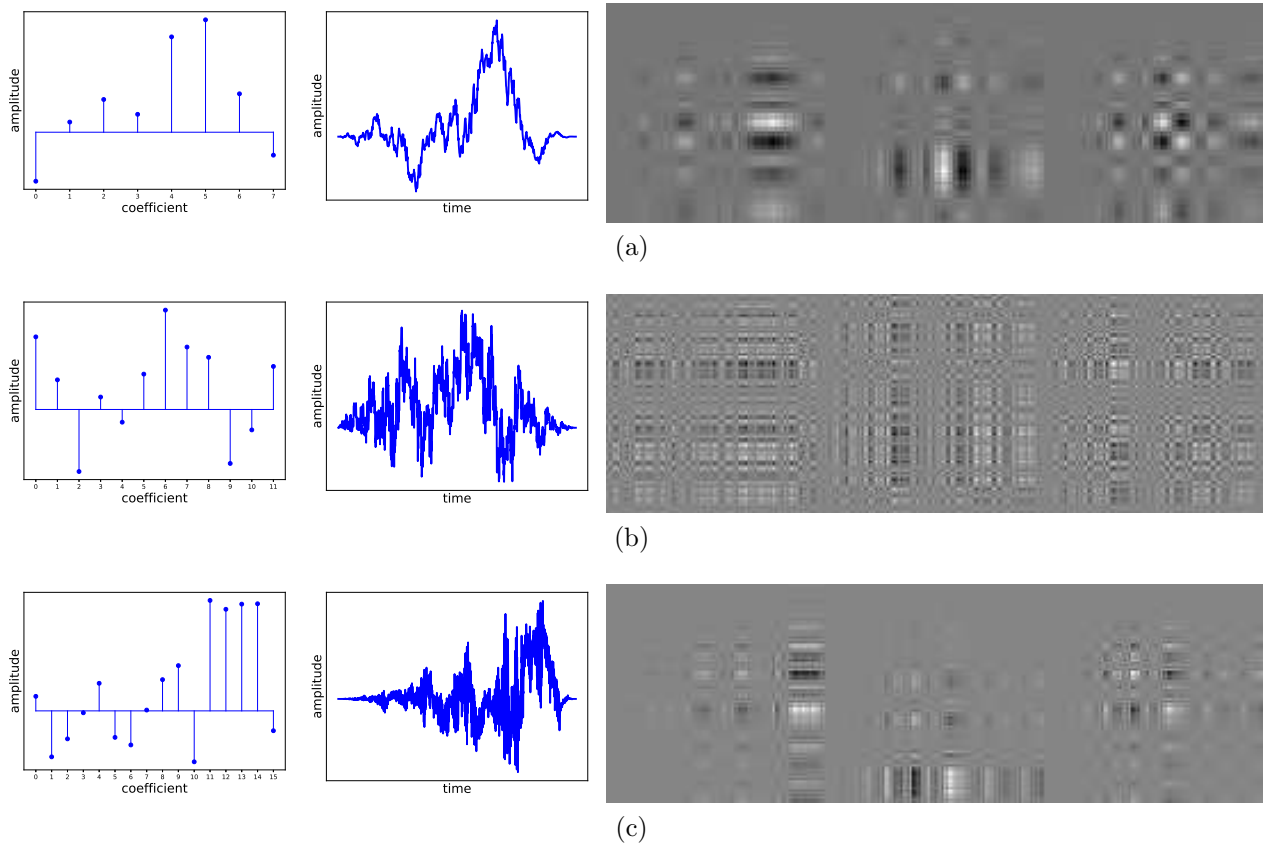 amplitude
0 1 2 3 4 5 6 7
coefficient
amplitude
time
(a)
amplitude
0 1 2 3 4 5 6 7 8 9 10 11
coefficient
amplitude
time
(b)
amplitude
0 1 2 3 4 5 6 7 8 9 10 11 12 13 14 15
coefficient
amplitude
time
(c)